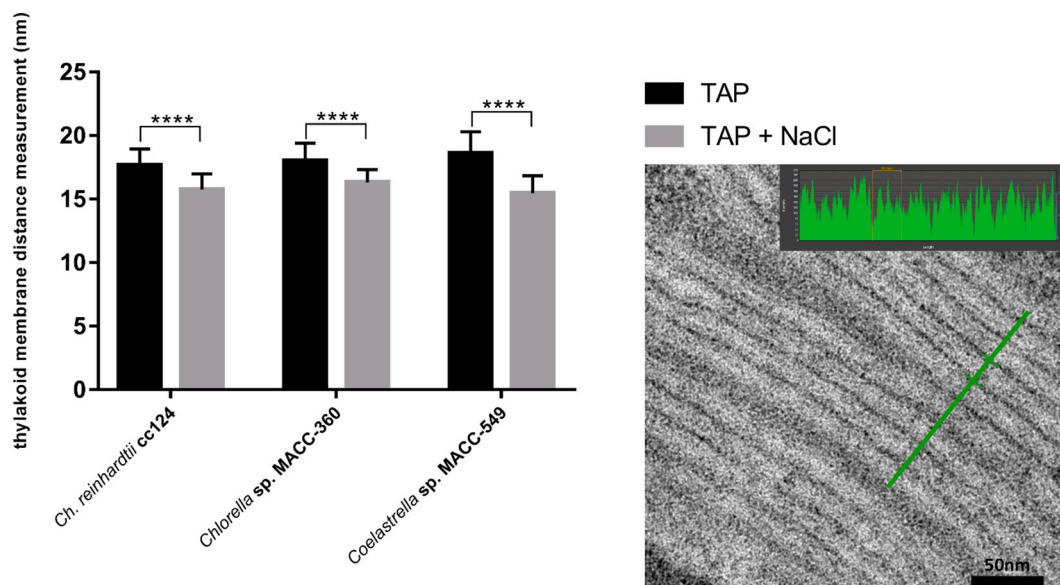 thylakoid membrane distance measurement (nm)
25
20
15
10
5
0
****
****
****
Ch. reinhardtii cc124
Chlorella sp. MACC-360
Coelastrella sp. MACC-549
TAP
TAP + NaCl
Length
50nm